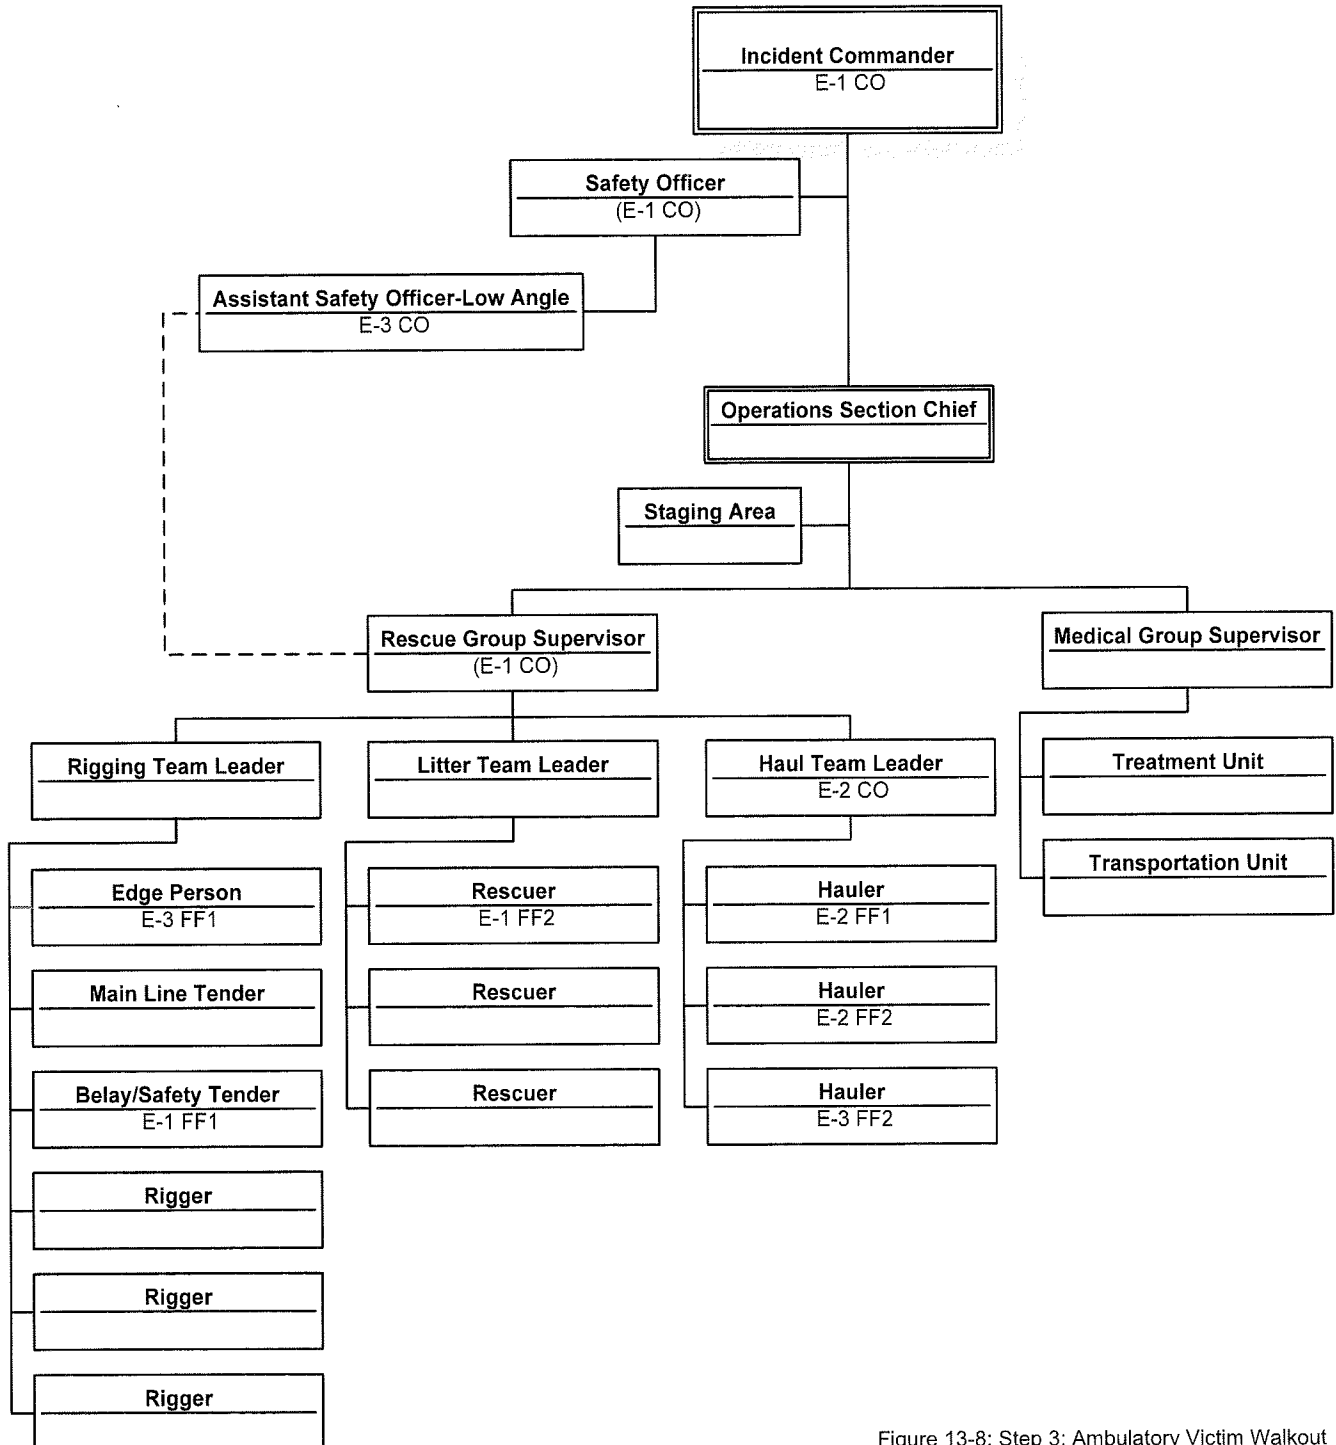 Incident Commander
E-1 CO
Safety Officer
(E-1 CO)
Assistant Safety Officer-Low Angle
E-3 CO
Operations Section Chief
Staging Area
Rescue Group Supervisor
(E-1 CO)
Medical Group Supervisor
Rigging Team Leader
Litter Team Leader
Haul Team Leader
E-2 CO
Treatment Unit
Transportation Unit
Edge Person
E-3 FF1
Main Line Tender
Belay/Safety Tender
E-1 FF1
Rigger
Rigger
Rigger
Rescuer
E-1 FF2
Rescuer
Rescuer
Hauler
E-2 FF1
Hauler
E-2 FF2
Hauler
E-3 FF2
Figure 13-8: Step 3: Ambulatory Victim Walkout